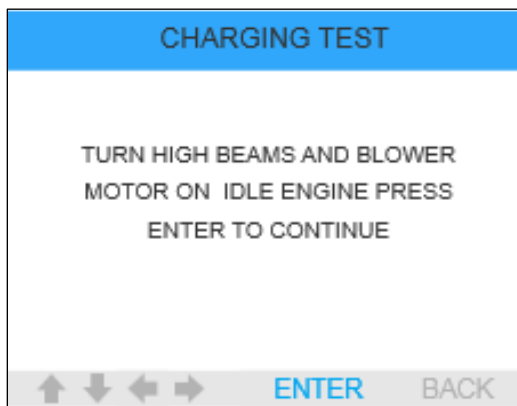 CHARGING TEST
TURN HIGH BEAMS AND BLOWER
MOTOR ON IDLE ENGINE PRESS
ENTER TO CONTINUE
ENTER BACK